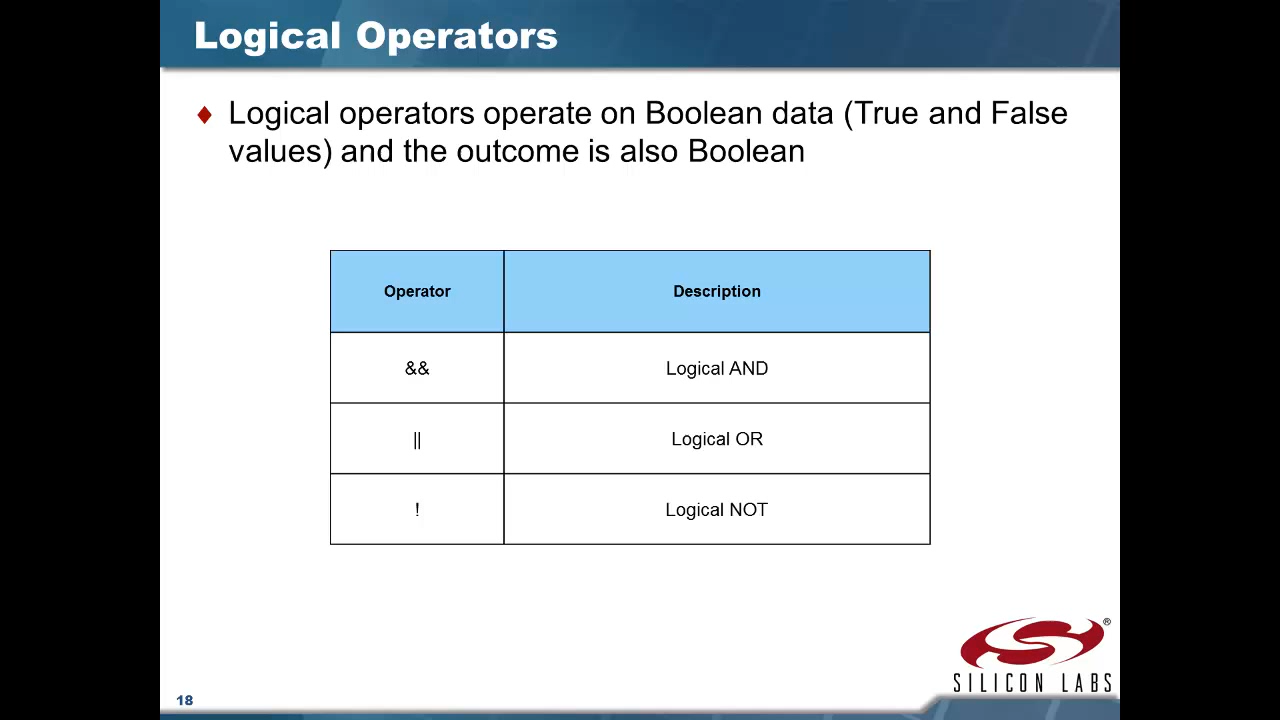 Logical Operators
♦ Logical operators operate on Boolean data (True and False
values) and the outcome is also Boolean
Operator Description
&& Logical AND
|| Logical OR
! Logical NOT
®
SILICON LABS
18